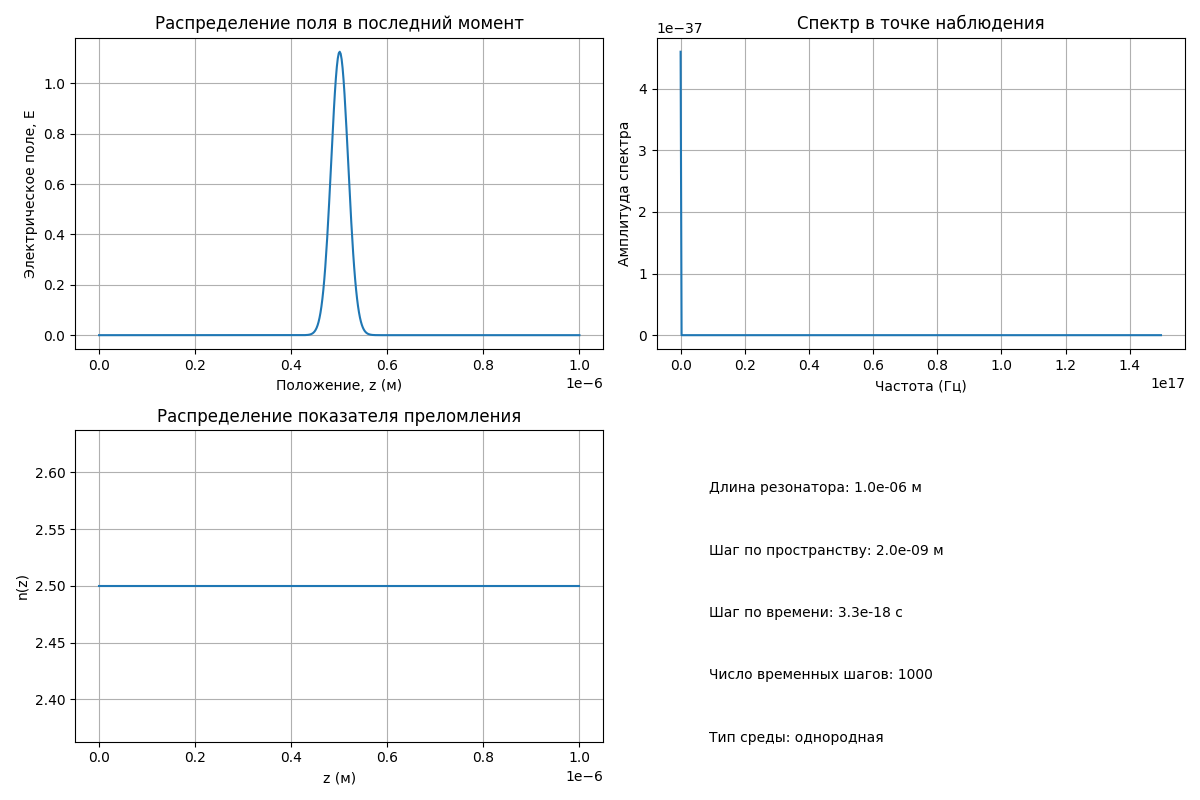 Распределение поля в последний момент
Электрическое поле, E
1.0
0.8
0.6
0.4
0.2
0.0
0.0 0.2 0.4 0.6 0.8 1.0
1e−6
Положение, z (м)
Спектр в точке наблюдения
1e−37
Амплитуда спектра
4
3
2
1
0
0.0 0.2 0.4 0.6 0.8 1.0 1.2 1.4
1e17
Частота (Гц)
Распределение показателя преломления
n(z)
2.60
2.55
2.50
2.45
2.40
0.0 0.2 0.4 0.6 0.8 1.0
1e−6
z (м)
Длина резонатора: 1.0e-06 м
Шаг по пространству: 2.0e-09 м
Шаг по времени: 3.3e-18 с
Число временных шагов: 1000
Тип среды: однородная